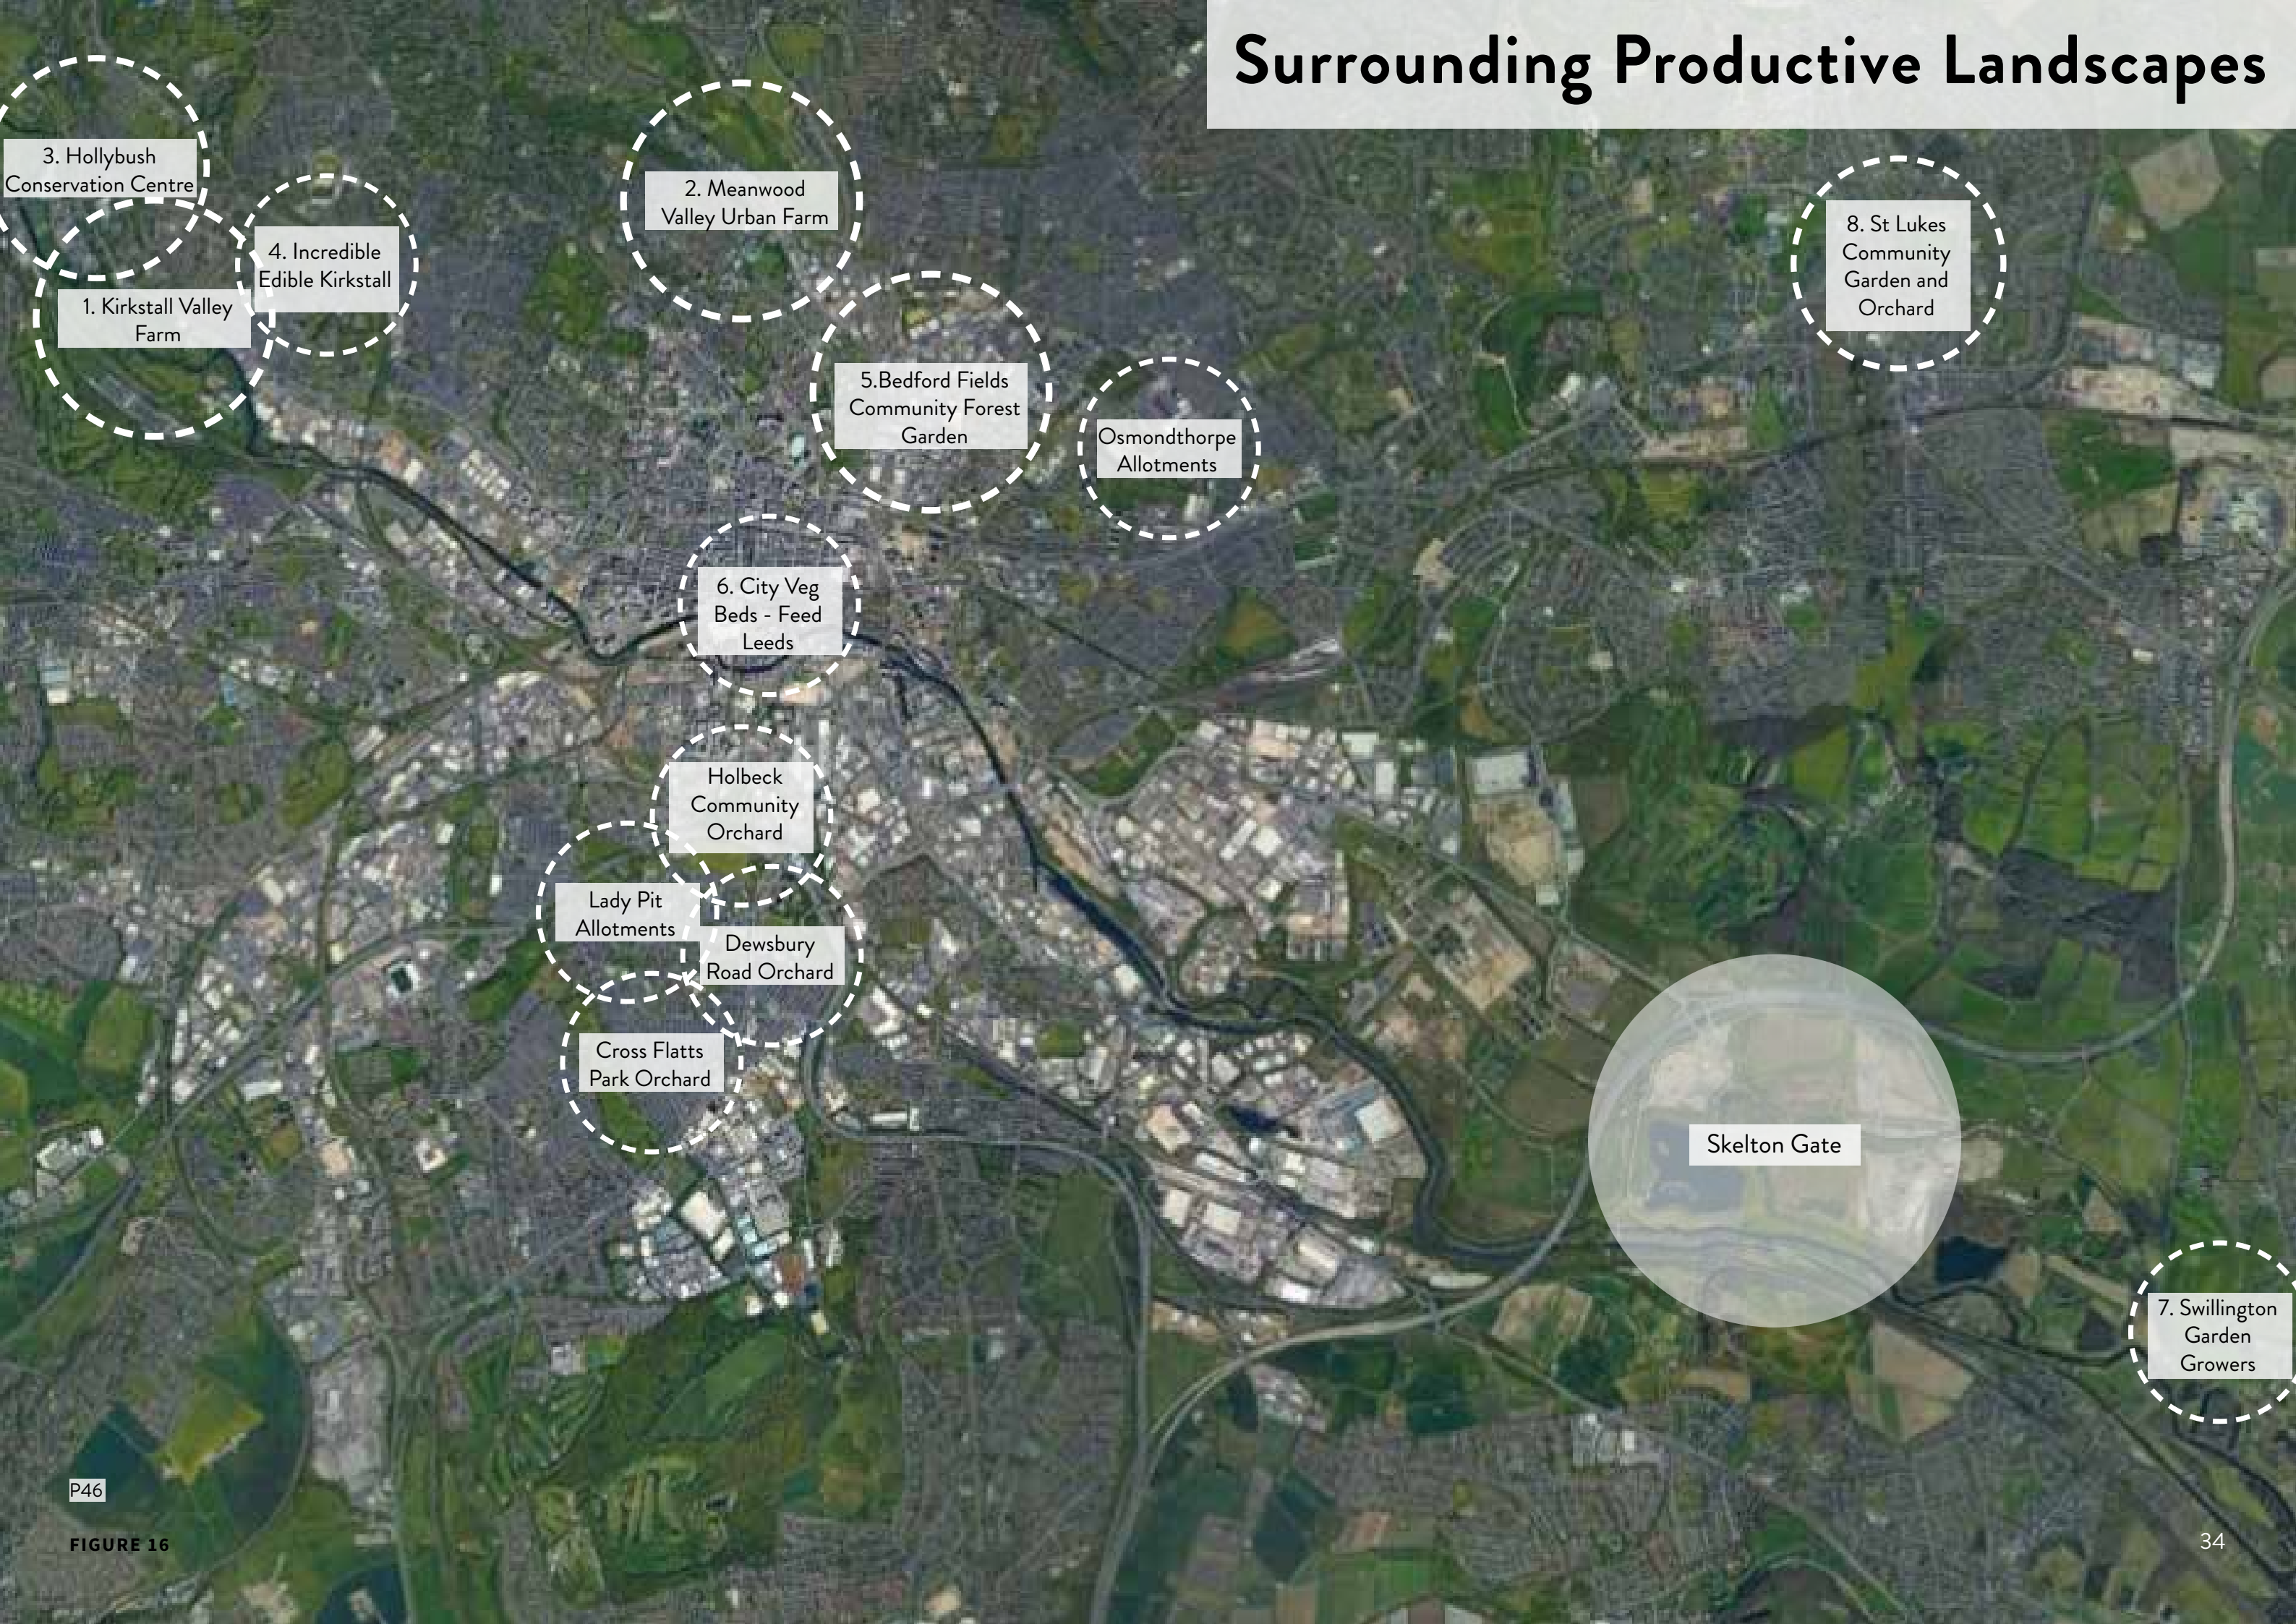 Surrounding Productive Landscapes
3. Hollybush
Conservation Centre
2. Meanwood
Valley Urban Farm
8. St Lukes
Community
Garden and
Orchard
4. Incredible
Edible Kirkstall
1. Kirkstall Valley
Farm
5.Bedford Fields
Community Forest
Garden
Osmondthorpe
Allotments
6. City Veg
Beds - Feed
Leeds
Holbeck
Community
Orchard
Lady Pit
Allotments
Dewsbury
Road Orchard
Cross Flatts
Park Orchard
Skelton Gate
7. Swillington
Garden
Growers
P46
FIGURE 16
34